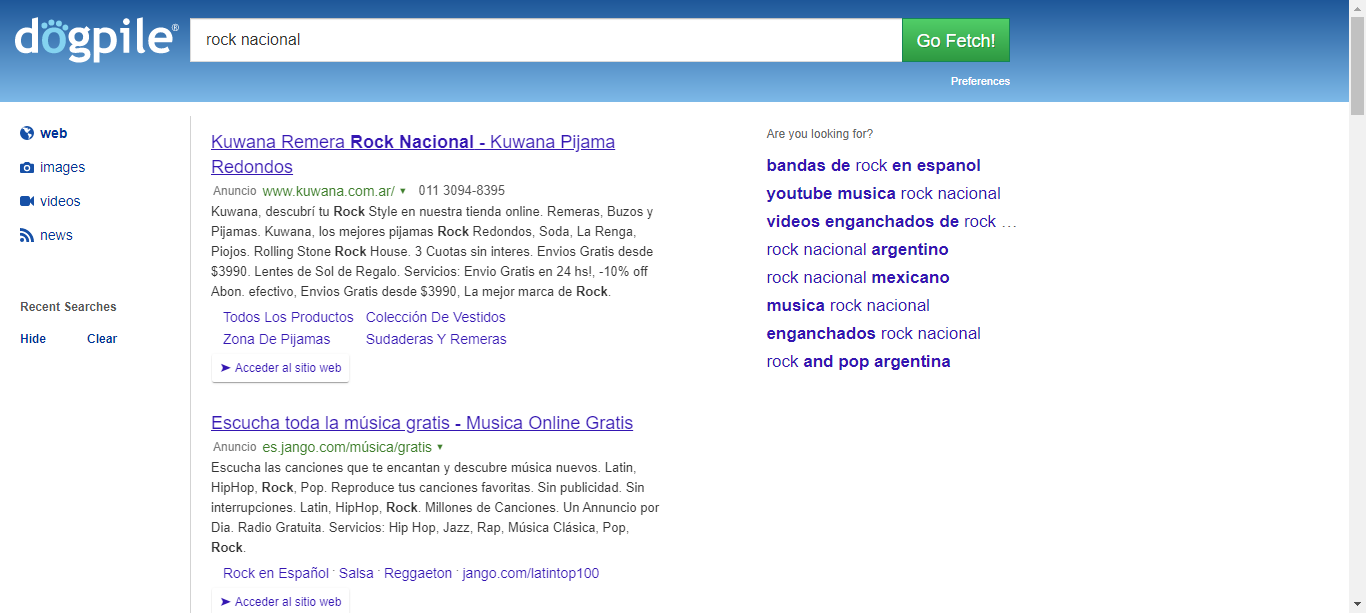 dogpile®
rock nacional
Go Fetch!
Preferences
web
images
videos
news
Recent Searches
Hide Clear
Kuwana Remera Rock Nacional - Kuwana Pijama
Redondos
Anuncio www.kuwana.com.ar/ 011 3094-8395
Kuwana, descubrí tu Rock Style en nuestra tienda online. Remeras, Buzos y
Pijamas. Kuwana, los mejores pijamas Rock Redondos, Soda, La Renga,
Piojos. Rolling Stone Rock House. 3 Cuotas sin interes. Envios Gratis desde
$3990. Lentes de Sol de Regalo. Servicios: Envio Gratis en 24 hs!, -10% off
Abon. efectivo, Envios Gratis desde $3990, La mejor marca de Rock.
Todos Los Productos Colección De Vestidos
Zona De Pijamas Sudaderas Y Remeras
➤ Acceder al sitio web
Escucha toda la música gratis - Musica Online Gratis
Anuncio es.jango.com/música/gratis
Escucha las canciones que te encantan y descubre música nuevos. Latin,
HipHop, Rock, Pop. Reproduce tus canciones favoritas. Sin publicidad. Sin
interrupciones. Latin, HipHop, Rock. Millones de Canciones. Un Annuncio por
Dia. Radio Gratuita. Servicios: Hip Hop, Jazz, Rap, Música Clásica, Pop,
Rock.
Rock en Español · Salsa · Reggaeton · jango.com/latintop100
➤ Acceder al sitio web
Are you looking for?
bandas de rock en espanol
youtube musica rock nacional
videos enganchados de rock …
rock nacional argentino
rock nacional mexicano
musica rock nacional
enganchados rock nacional
rock and pop argentina